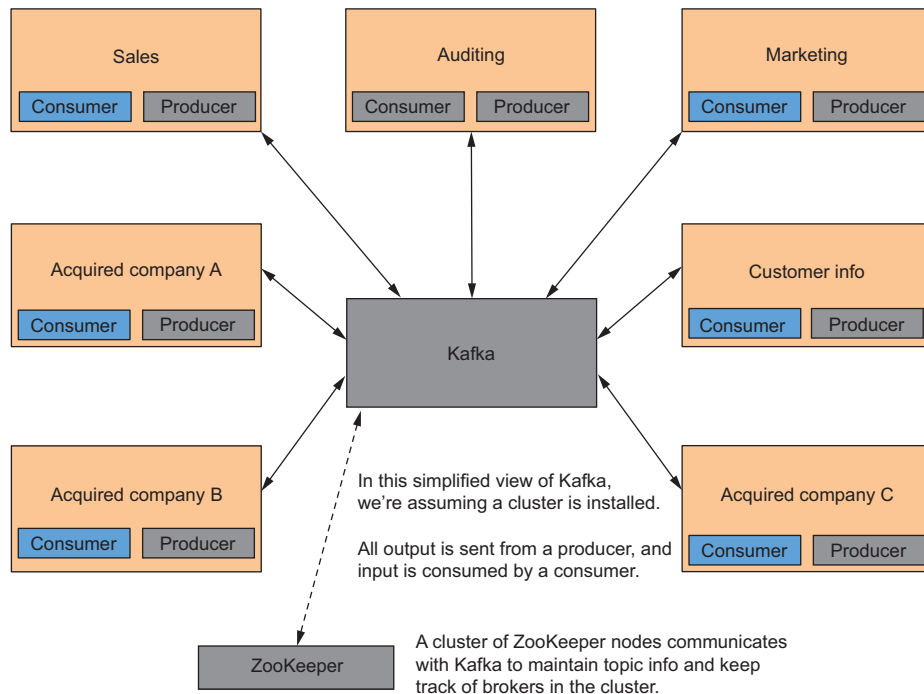 Sales
Consumer Producer
Auditing
Consumer Producer
Marketing
Consumer Producer
Acquired company A
Consumer Producer
Customer info
Consumer Producer
Kafka
Acquired company B
Consumer Producer
In this simplified view of Kafka,
we’re assuming a cluster is installed.
All output is sent from a producer, and
input is consumed by a consumer.
Acquired company C
Consumer Producer
ZooKeeper
A cluster of ZooKeeper nodes communicates
with Kafka to maintain topic info and keep
track of brokers in the cluster.